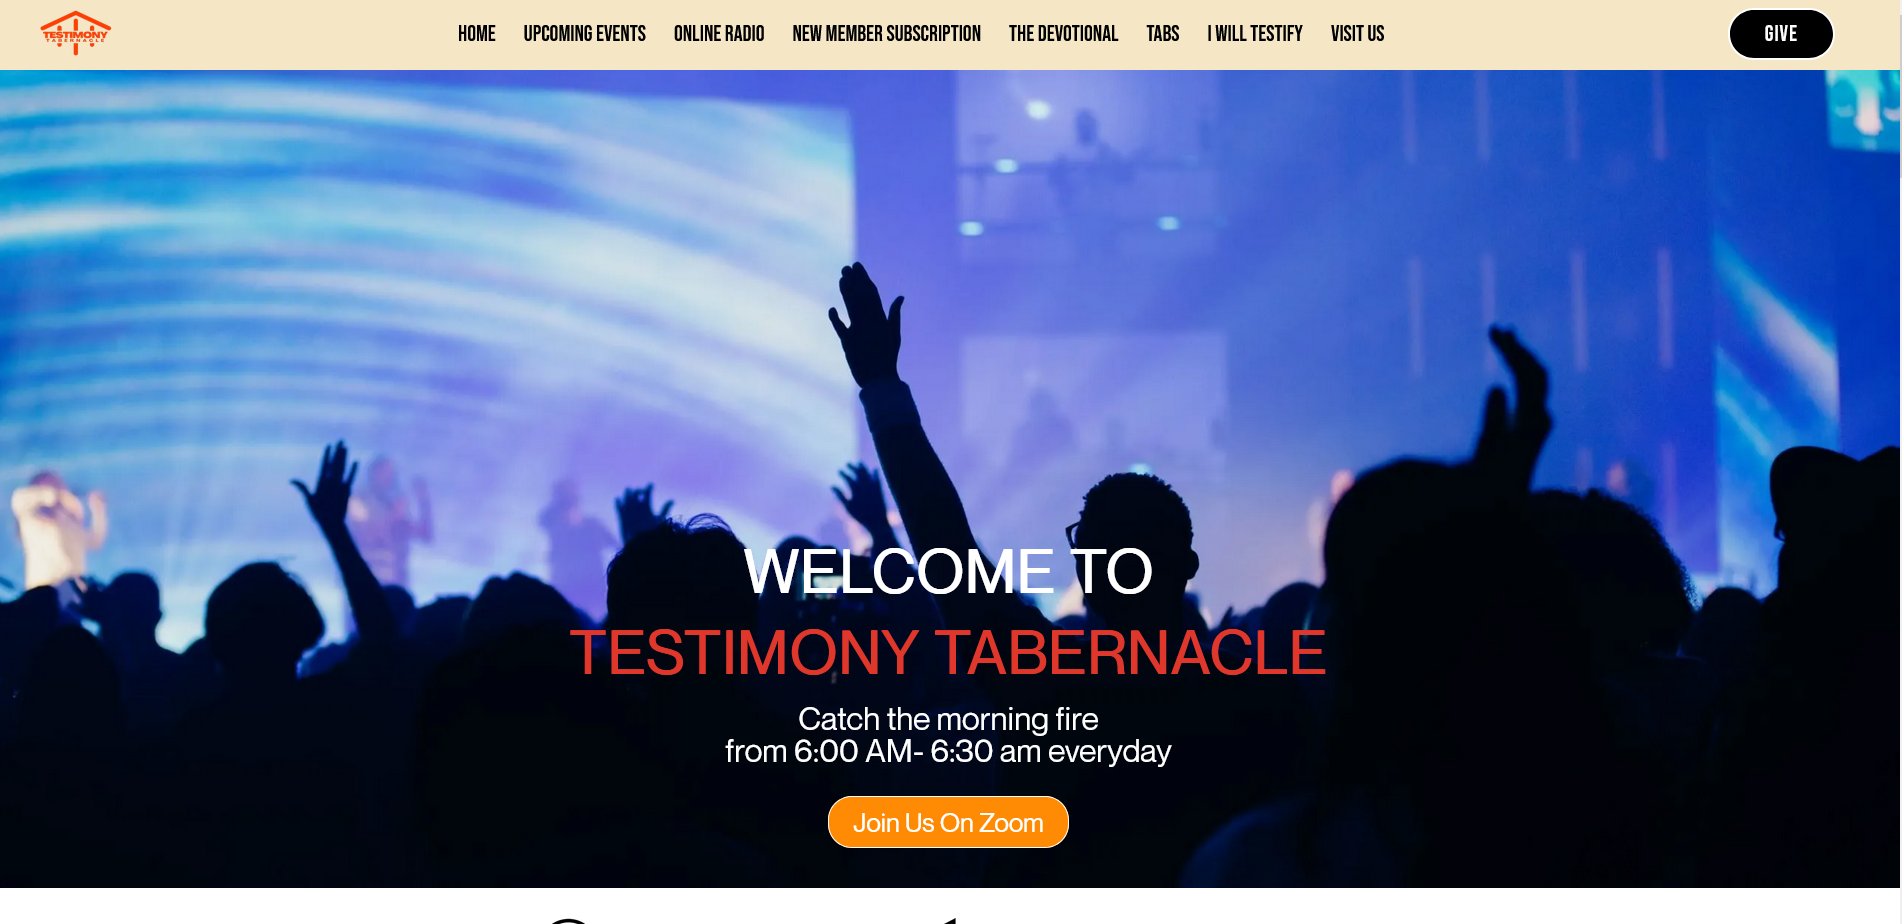 TESTIMONY
TABERNACLE
HOME
UPCOMING EVENTS
ONLINE RADIO
NEW MEMBER SUBSCRIPTION
THE DEVOTIONAL
TABS
I WILL TESTIFY
VISIT US
GIVE
WELCOME TO
TESTIMONY TABERNACLE
Catch the morning fire
from 6:00 AM- 6:30 am everyday
Join Us On Zoom